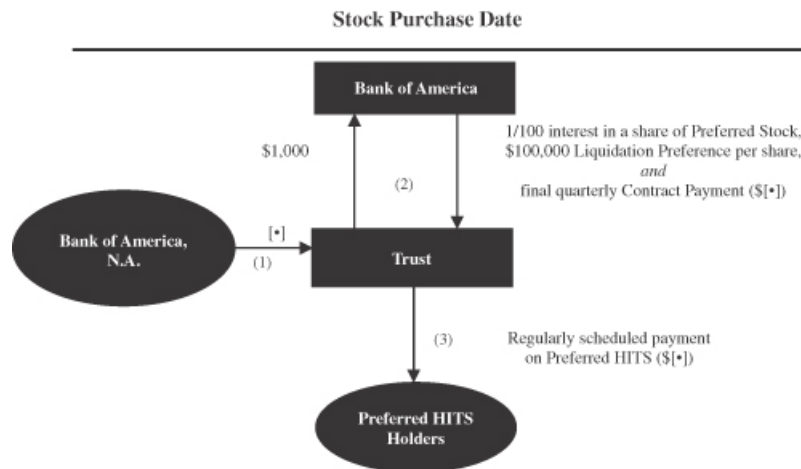 Stock Purchase Date
Bank of America
$1,000
(2)
1/100 interest in a share of Preferred Stock,
$100,000 Liquidation Preference per share,
and
final quarterly Contract Payment ($[•])
Bank of America,
N.A.
[•]
(1)
Trust
(3)
Regularly scheduled payment
on Preferred HITS ($[•])
Preferred HITS
Holders